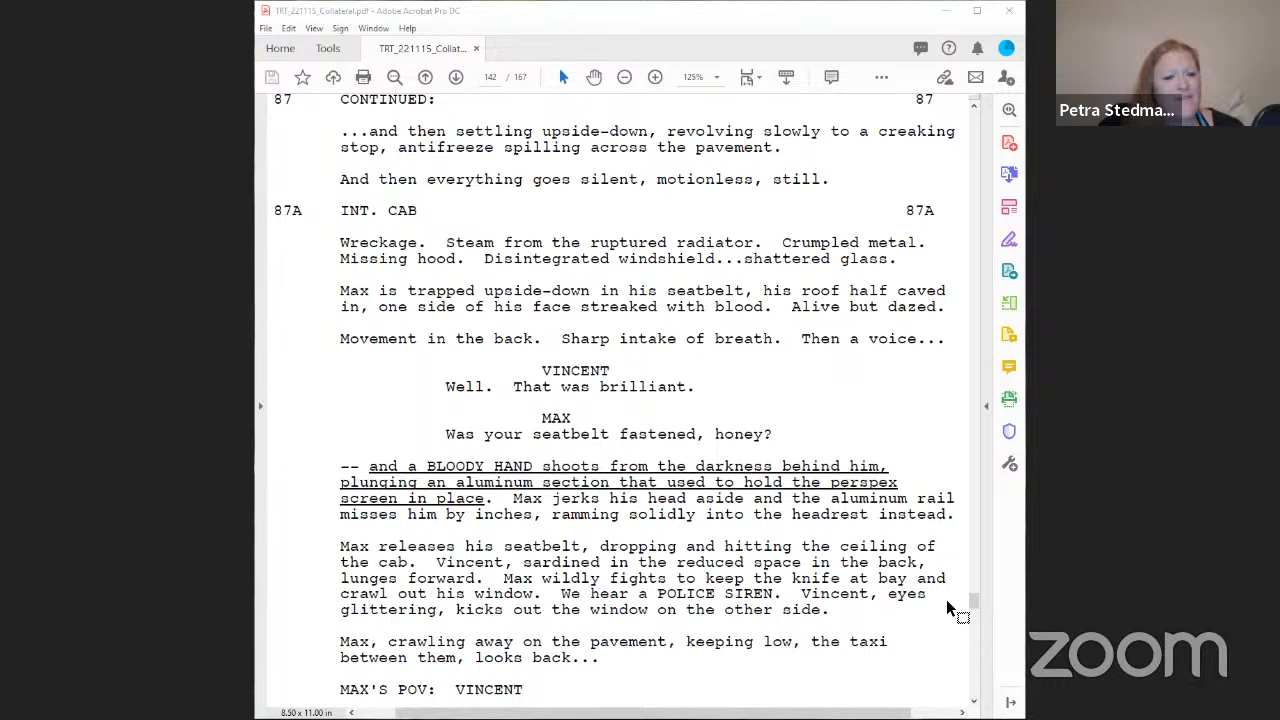 TRT_221115_Collateral.pdf - Adobe Acrobat Pro DC
File Edit View Sign Window Help
Home Tools TRT_221115_Collat... ×
142 / 167 125%
Petra Stedma...
87 CONTINUED: 87
...and then settling upside-down, revolving slowly to a creaking
stop, antifreeze spilling across the pavement.
And then everything goes silent, motionless, still.
87A INT. CAB 87A
Wreckage. Steam from the ruptured radiator. Crumpled metal.
Missing hood. Disintegrated windshield...shattered glass.
Max is trapped upside-down in his seatbelt, his roof half caved
in, one side of his face streaked with blood. Alive but dazed.
Movement in the back. Sharp intake of breath. Then a voice...
VINCENT
Well. That was brilliant.
MAX
Was your seatbelt fastened, honey?
-- and a BLOODY HAND shoots from the darkness behind him,
plunging an aluminum section that used to hold the perspex
screen in place. Max jerks his head aside and the aluminum rail
misses him by inches, ramming solidly into the headrest instead.
Max releases his seatbelt, dropping and hitting the ceiling of
the cab. Vincent, sardined in the reduced space in the back,
lunges forward. Max wildly fights to keep the knife at bay and
crawl out his window. We hear a POLICE SIREN. Vincent, eyes
glittering, kicks out the window on the other side.
Max, crawling away on the pavement, keeping low, the taxi
between them, looks back...
MAX'S POV: VINCENT
8.50 x 11.00 in
zoom